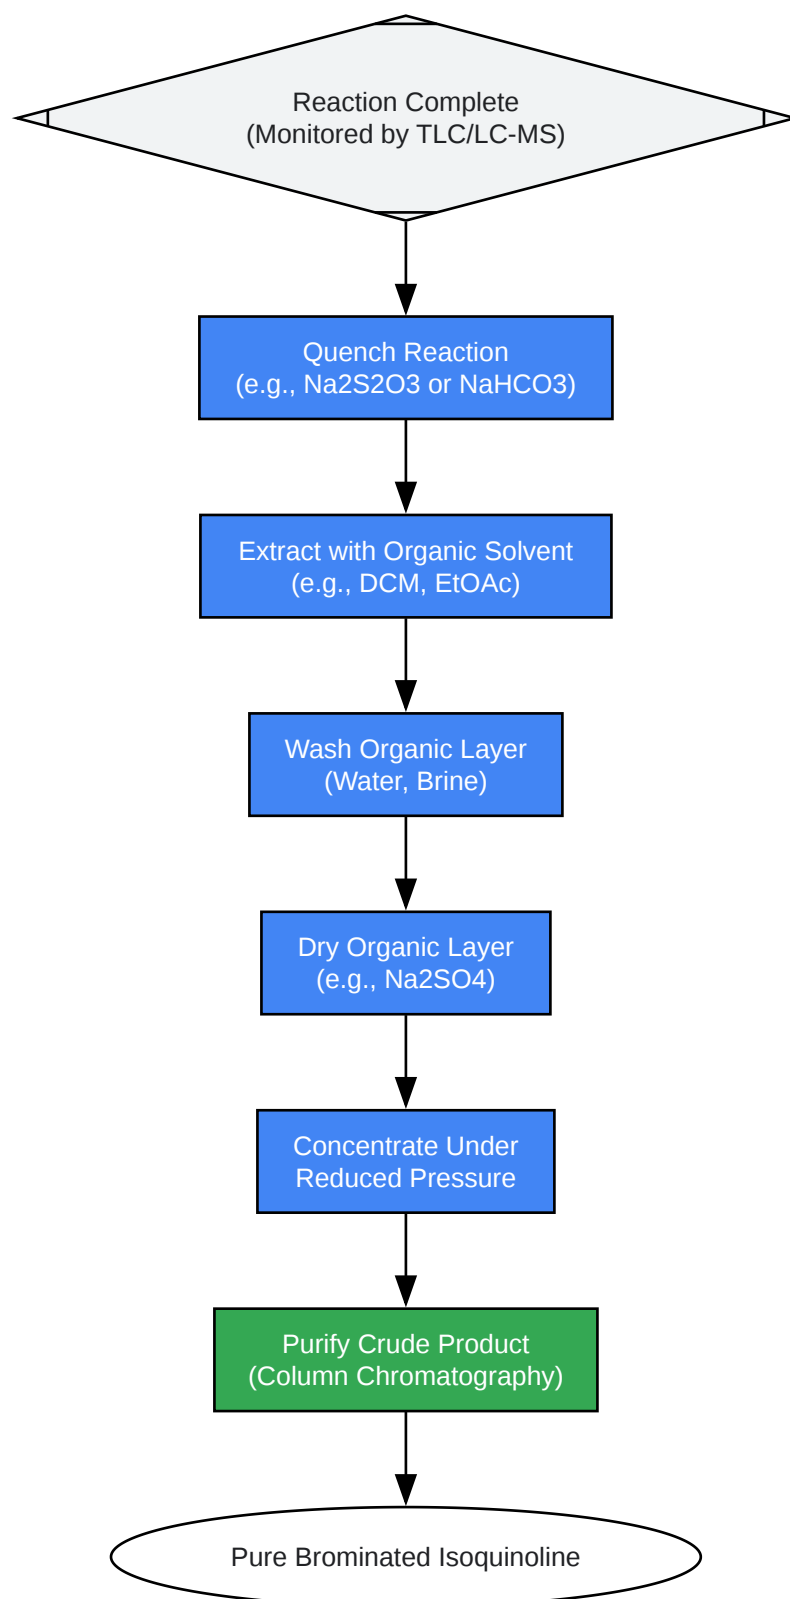 Reaction Complete
(Monitored by TLC/LC-MS)
Quench Reaction
(e.g., Na2S2O3 or NaHCO3)
Extract with Organic Solvent
(e.g., DCM, EtOAc)
Wash Organic Layer
(Water, Brine)
Dry Organic Layer
(e.g., Na2SO4)
Concentrate Under
Reduced Pressure
Purify Crude Product
(Column Chromatography)
Pure Brominated Isoquinoline